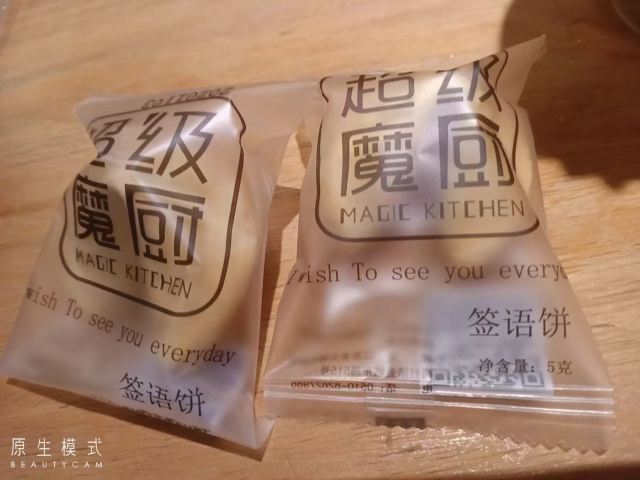 超级
魔厨
MAGIC KITCHEN
wish To see you everyday
签语饼
超级
魔厨
MAGIC KITCHEN
I wish To see you everyday
签语饼
净含量：5克
原生模式
BEAUTYCAM